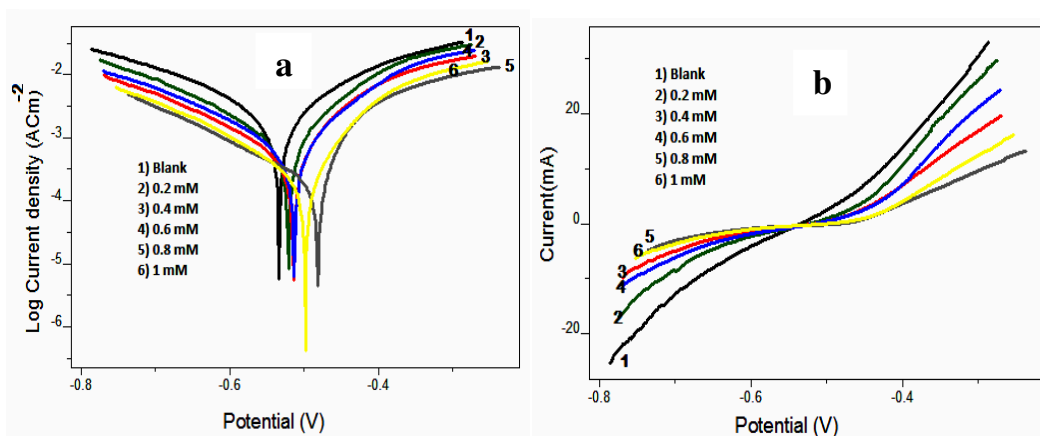 a
Log Current density (ACm⁻²
-2
-3
-4
-5
-6
1) Blank
2) 0.2 mM
3) 0.4 mM
4) 0.6 mM
5) 0.8 mM
6) 1 mM
1
2
3
6
5
-0.8
-0.6
-0.4
Potential (V)
b
Current(mA)
20
0
-20
1) Blank
2) 0.2 mM
3) 0.4 mM
4) 0.6 mM
5) 0.8 mM
6) 1 mM
5
6
3
4
2
1
-0.8
-0.6
-0.4
Potential (V)